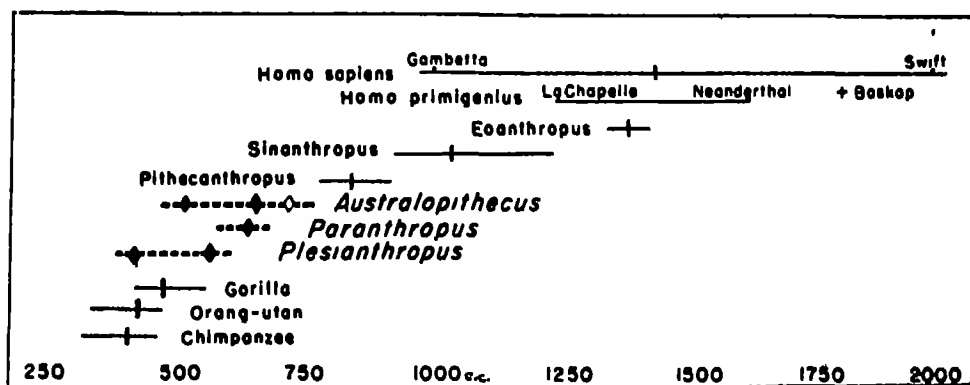 Gambetta Swift
Homo sapiens
Homo primigenius La Chapelle Neanderthal + Boskop
Eoanthropus
Sinanthropus
Pithecanthropus
Australopithecus
Paranthropus
Plesianthropus
Gorilla
Orang-utan
Chimpanzee
250 500 750 1000 c.c. 1250 1500 1750 2000